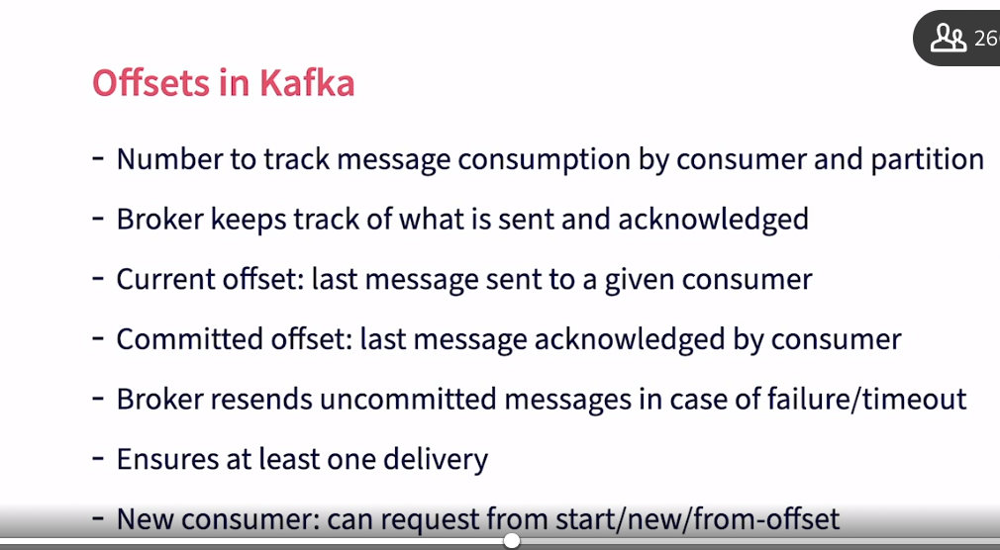 26
Offsets in Kafka
- Number to track message consumption by consumer and partition
- Broker keeps track of what is sent and acknowledged
- Current offset: last message sent to a given consumer
- Committed offset: last message acknowledged by consumer
- Broker resends uncommitted messages in case of failure/timeout
- Ensures at least one delivery
- New consumer: can request from start/new/from-offset